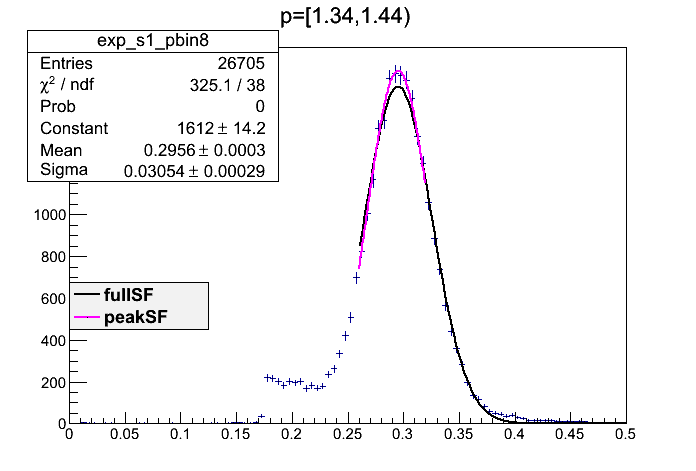 p=[1.34,1.44)
exp_s1_pbin8
Entries 26705
χ² / ndf 325.1 / 38
Prob 0
Constant 1612 ± 14.2
Mean 0.2956 ± 0.0003
Sigma 0.03054 ± 0.00029
1000
800
600
400
200
0
fullSF
peakSF
0 0.05 0.1 0.15 0.2 0.25 0.3 0.35 0.4 0.45 0.5